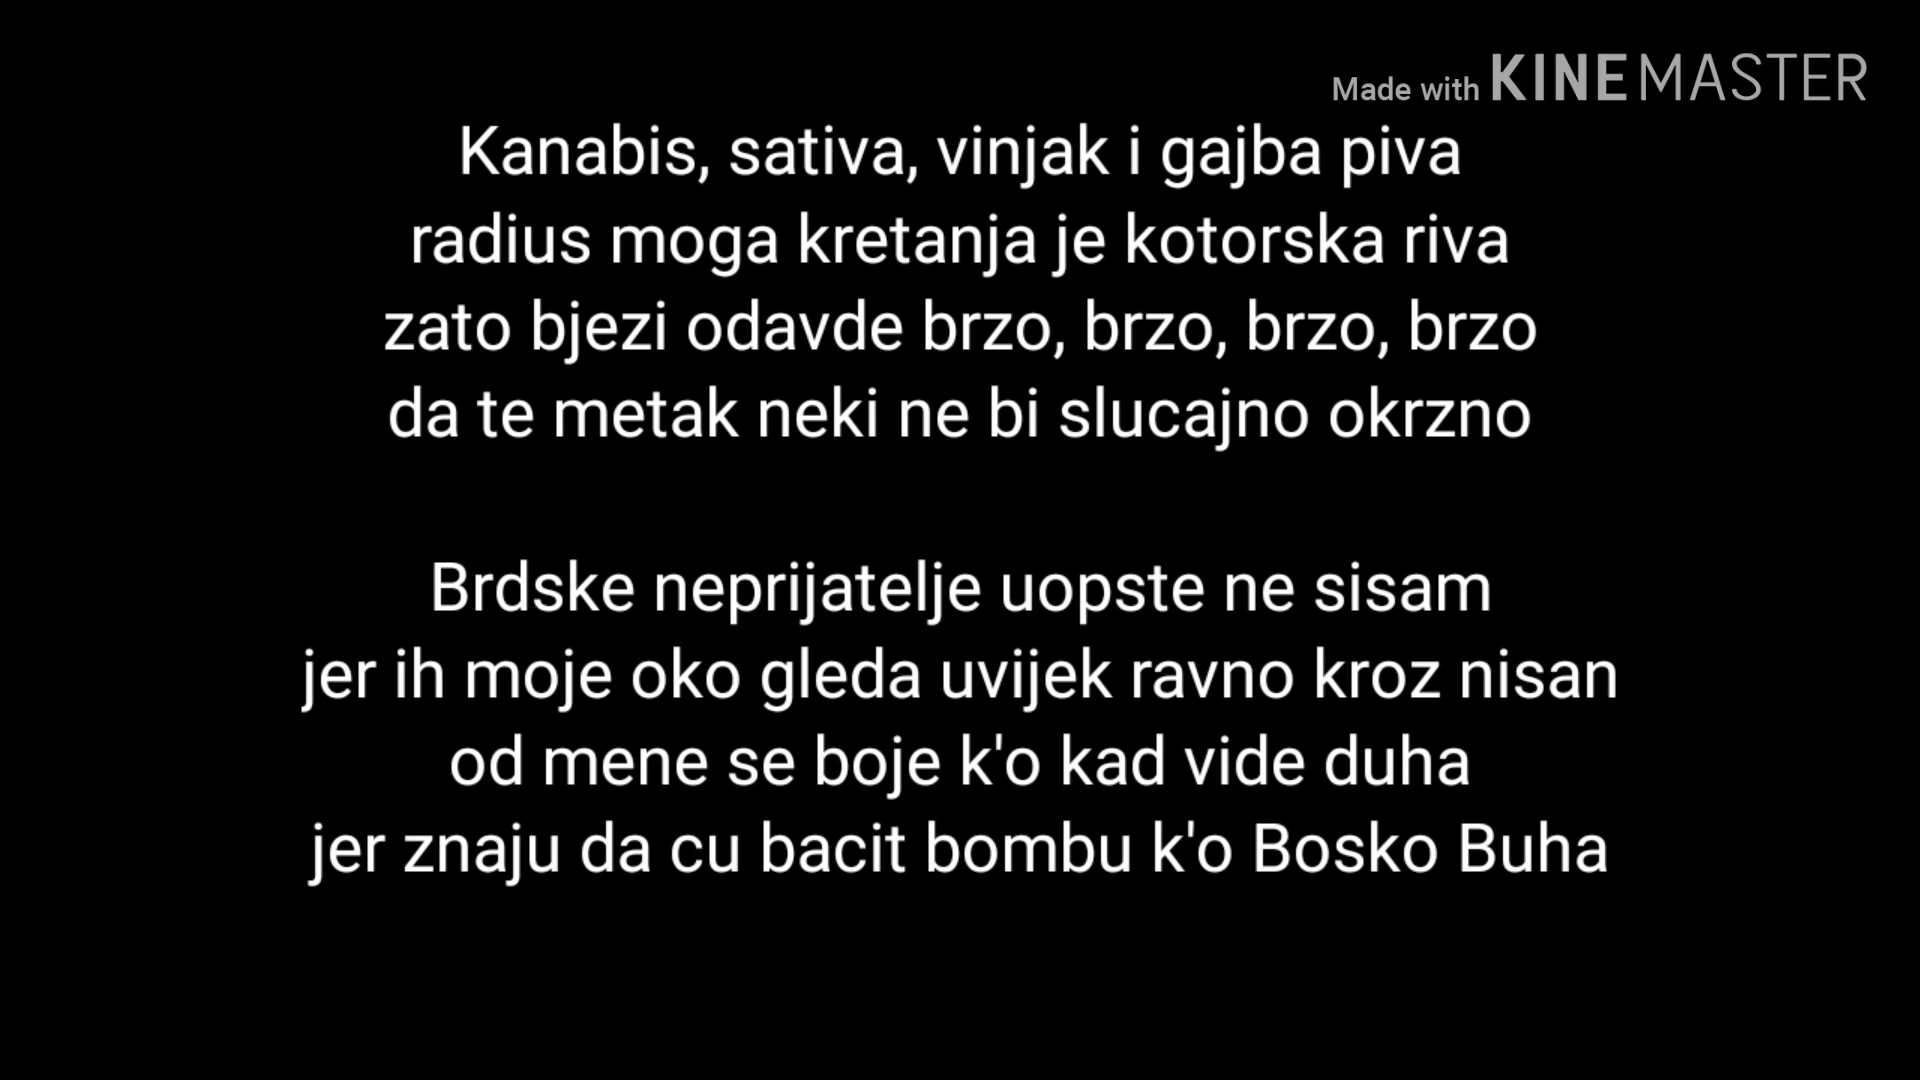 Made with KINEMASTER
Kanabis, sativa, vinjak i gajba piva
radius moga kretanja je kotorska riva
zato bjezi odavde brzo, brzo, brzo, brzo
da te metak neki ne bi slucajno okrzno
Brdske neprijatelje uopste ne sisam
jer ih moje oko gleda uvijek ravno kroz nisan
od mene se boje k'o kad vide duha
jer znaju da cu bacit bombu k'o Bosko Buha